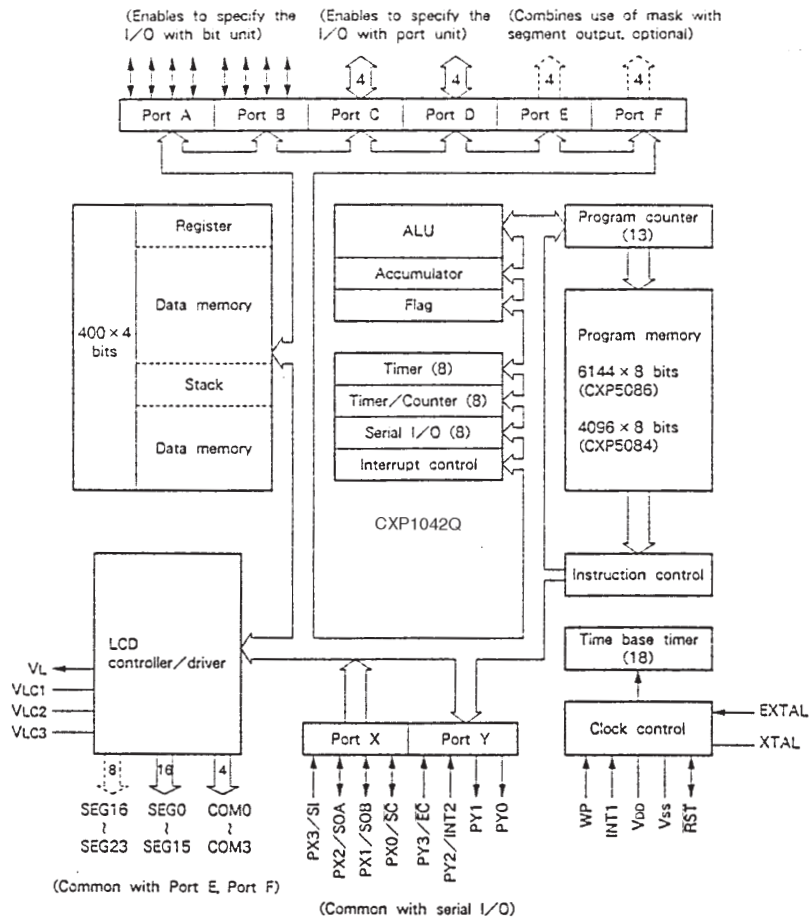 (Enables to specify the
I/O with bit unit)
(Enables to specify the
I/O with port unit)
(Combines use of mask with
segment output, optional)
4
4
4
4
Port A
Port B
Port C
Port D
Port E
Port F
400 × 4
bits
Register
Data memory
Stack
Data memory
ALU
Accumulator
Flag
Timer (8)
Timer/Counter (8)
Serial I/O (8)
Interrupt control
CXP1042Q
Program counter
(13)
Program memory
6144 × 8 bits
(CXP5086)
4096 × 8 bits
(CXP5084)
Instruction control
Time base timer
(18)
Clock control
EXTAL
XTAL
WP
INT1
VDD
VSS
RST
LCD
controller/driver
VL
VLC1
VLC2
VLC3
8
16
4
SEG16
~
SEG23
SEG0
~
SEG15
COM0
~
COM3
(Common with Port E, Port F)
Port X
Port Y
PX3/SI
PX2/SOA
PX1/SOB
PX0/SC
PY3/EC
PY2/INT2
PY1
PY0
(Common with serial I/O)